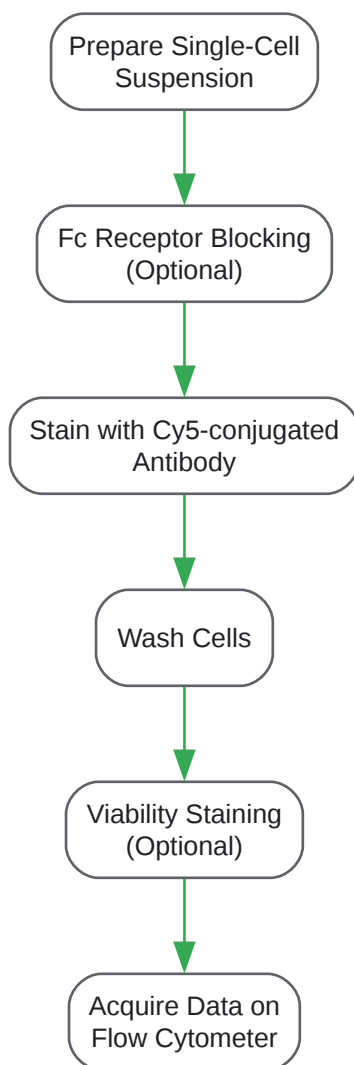 Prepare Single-Cell
Suspension
Fc Receptor Blocking
(Optional)
Stain with Cy5-conjugated
Antibody
Wash Cells
Viability Staining
(Optional)
Acquire Data on
Flow Cytometer